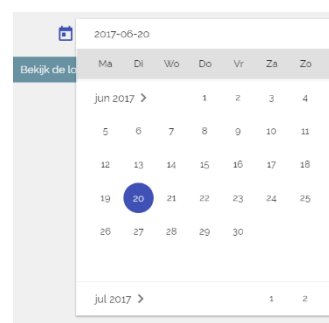 2017-06-20
Bekijk de lo
Ma Di Wo Do Vr Za Zo
jun 2017 1 2 3 4
5 6 7 8 9 10 11
12 13 14 15 16 17 18
19 20 21 22 23 24 25
26 27 28 29 30
jul 2017 1 2